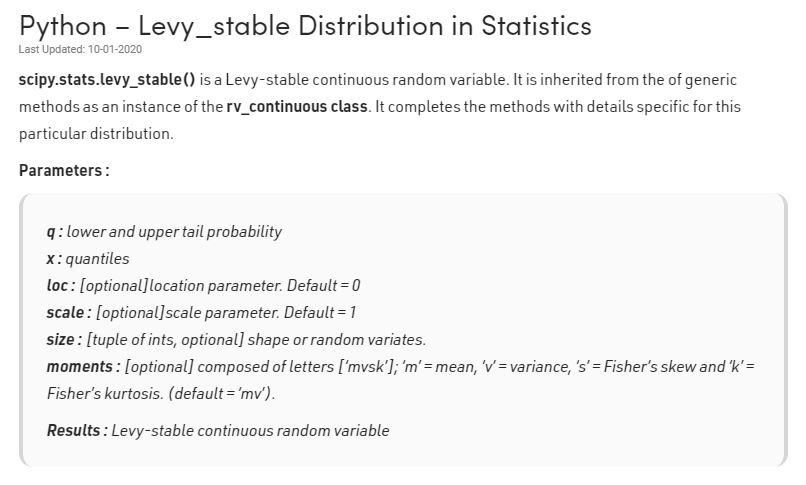 Python – Levy_stable Distribution in Statistics
Last Updated: 10-01-2020
scipy.stats.levy_stable() is a Levy-stable continuous random variable. It is inherited from the of generic
methods as an instance of the rv_continuous class. It completes the methods with details specific for this
particular distribution.
Parameters :
q : lower and upper tail probability
x : quantiles
loc : [optional]location parameter. Default = 0
scale : [optional]scale parameter. Default = 1
size : [tuple of ints, optional] shape or random variates.
moments : [optional] composed of letters [‘mvsk’]; ‘m’ = mean, ‘v’ = variance, ‘s’ = Fisher’s skew and ‘k’ =
Fisher’s kurtosis. (default = ‘mv’).
Results : Levy-stable continuous random variable